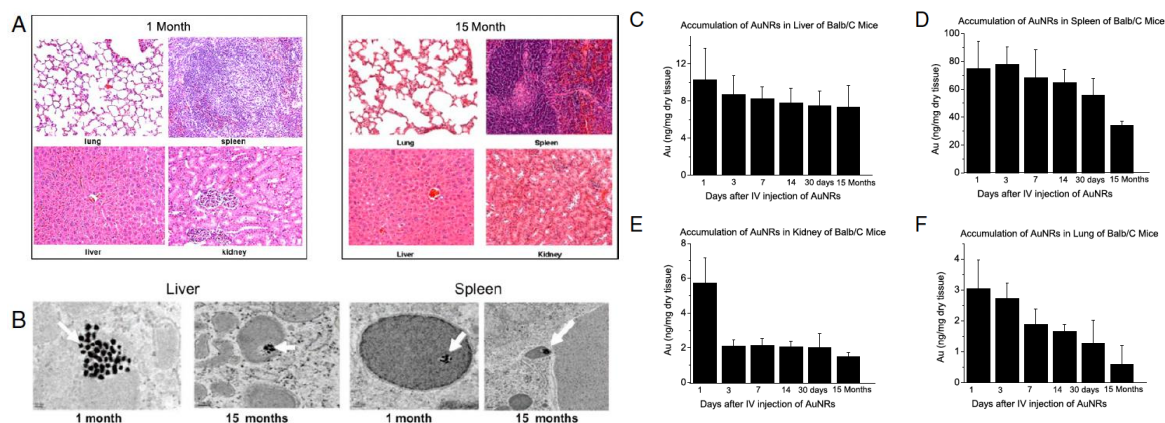 A
1 Month
lung
spleen
liver
kidney
15 Month
Lung
Spleen
Liver
Kidney
B
Liver
Spleen
1 month
15 months
1 month
15 months
C
Accumulation of AuNRs in Liver of Balb/C Mice
Au (ng/mg dry tissue)
12
8
4
0
1 3 7 14 30 days 15 Months
Days after IV injection of AuNRs
D
Accumulation of AuNRs in Spleen of Balb/C Mice
Au (ng/mg dry tissue)
100
80
60
40
20
0
1 3 7 14 30 days 15 Months
Days after IV injection of AuNRs
E
Accumulation of AuNRs in Kidney of Balb/C Mice
Au (ng/mg dry tissue)
8
6
4
2
0
1 3 7 14 30 days 15 Months
Days after IV injection of AuNRs
F
Accumulation of AuNRs in Lung of Balb/C Mice
Au (ng/mg dry tissue)
4
3
2
1
0
1 3 7 14 30 days 15 Months
Days after IV injection of AuNRs